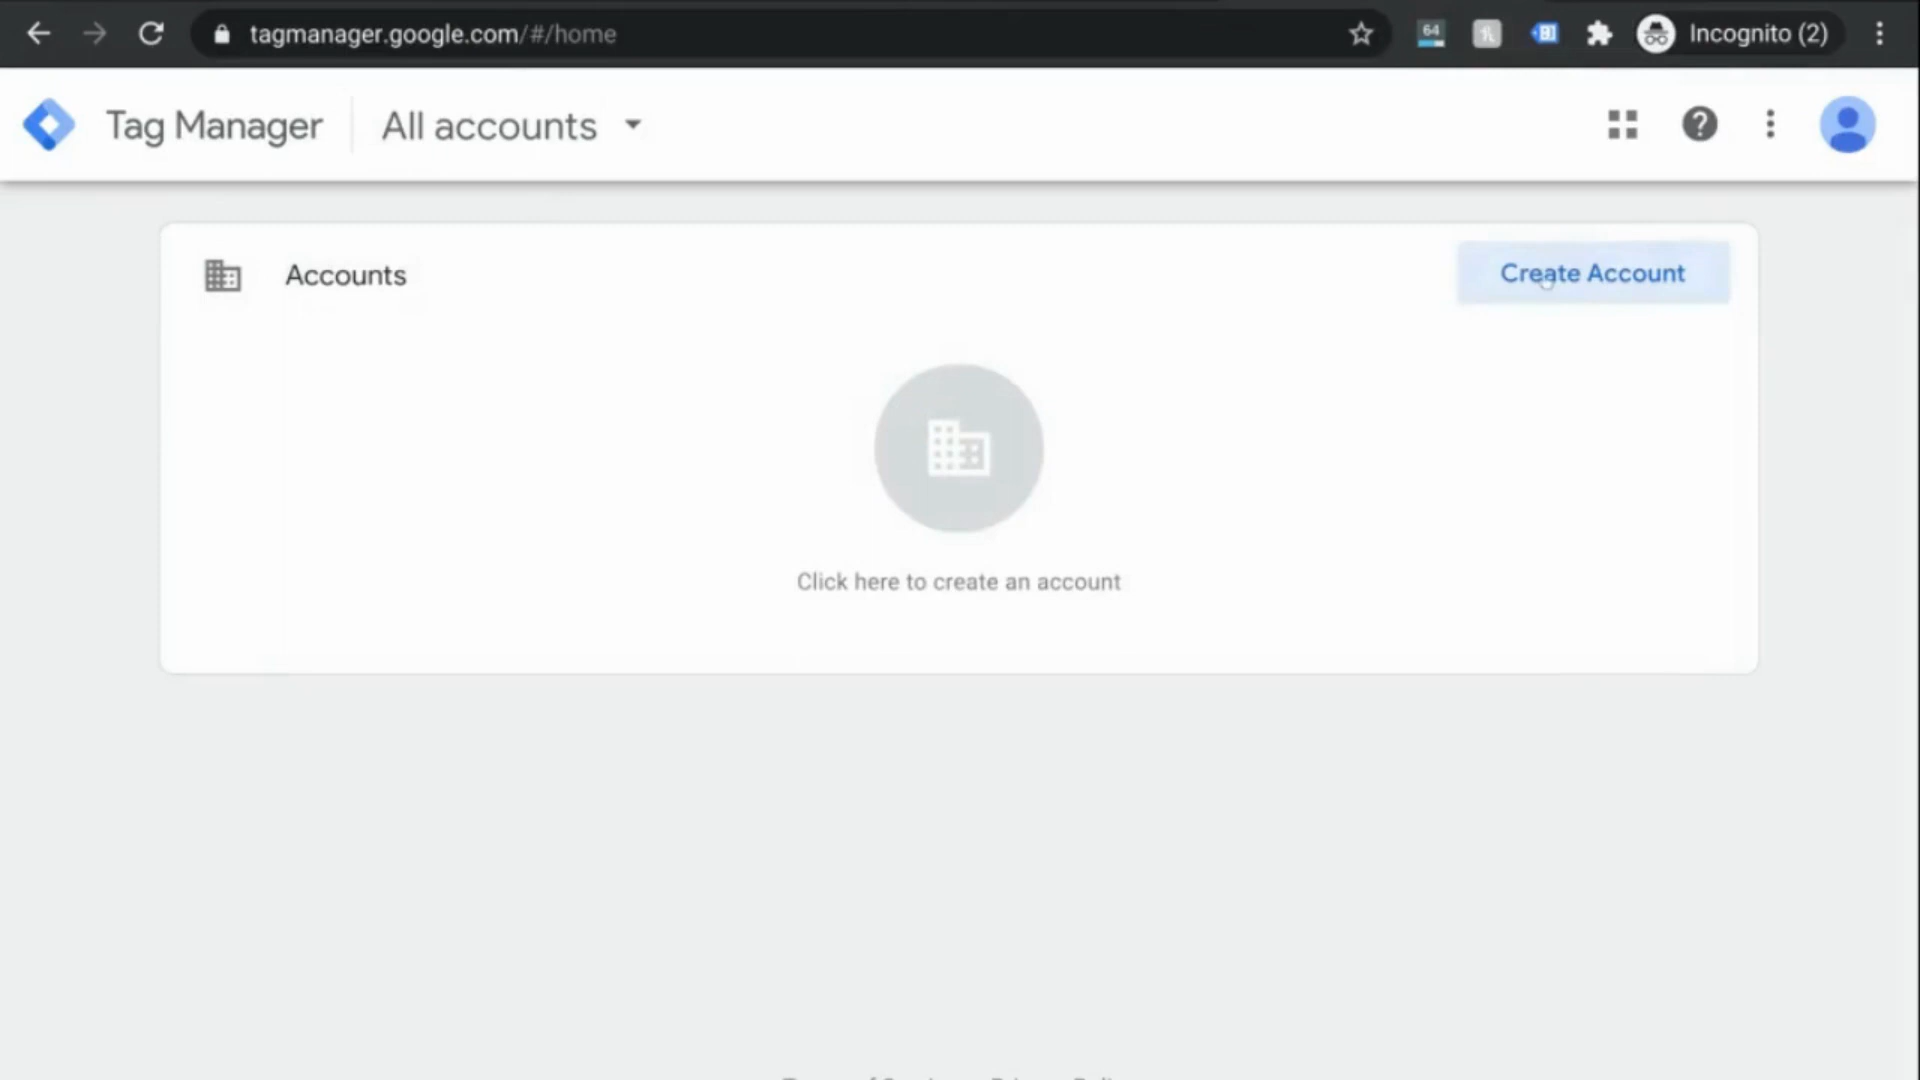 tagmanager.google.com/#/home
64
Incognito (2)
Tag Manager
All accounts
Accounts
Create Account
Click here to create an account